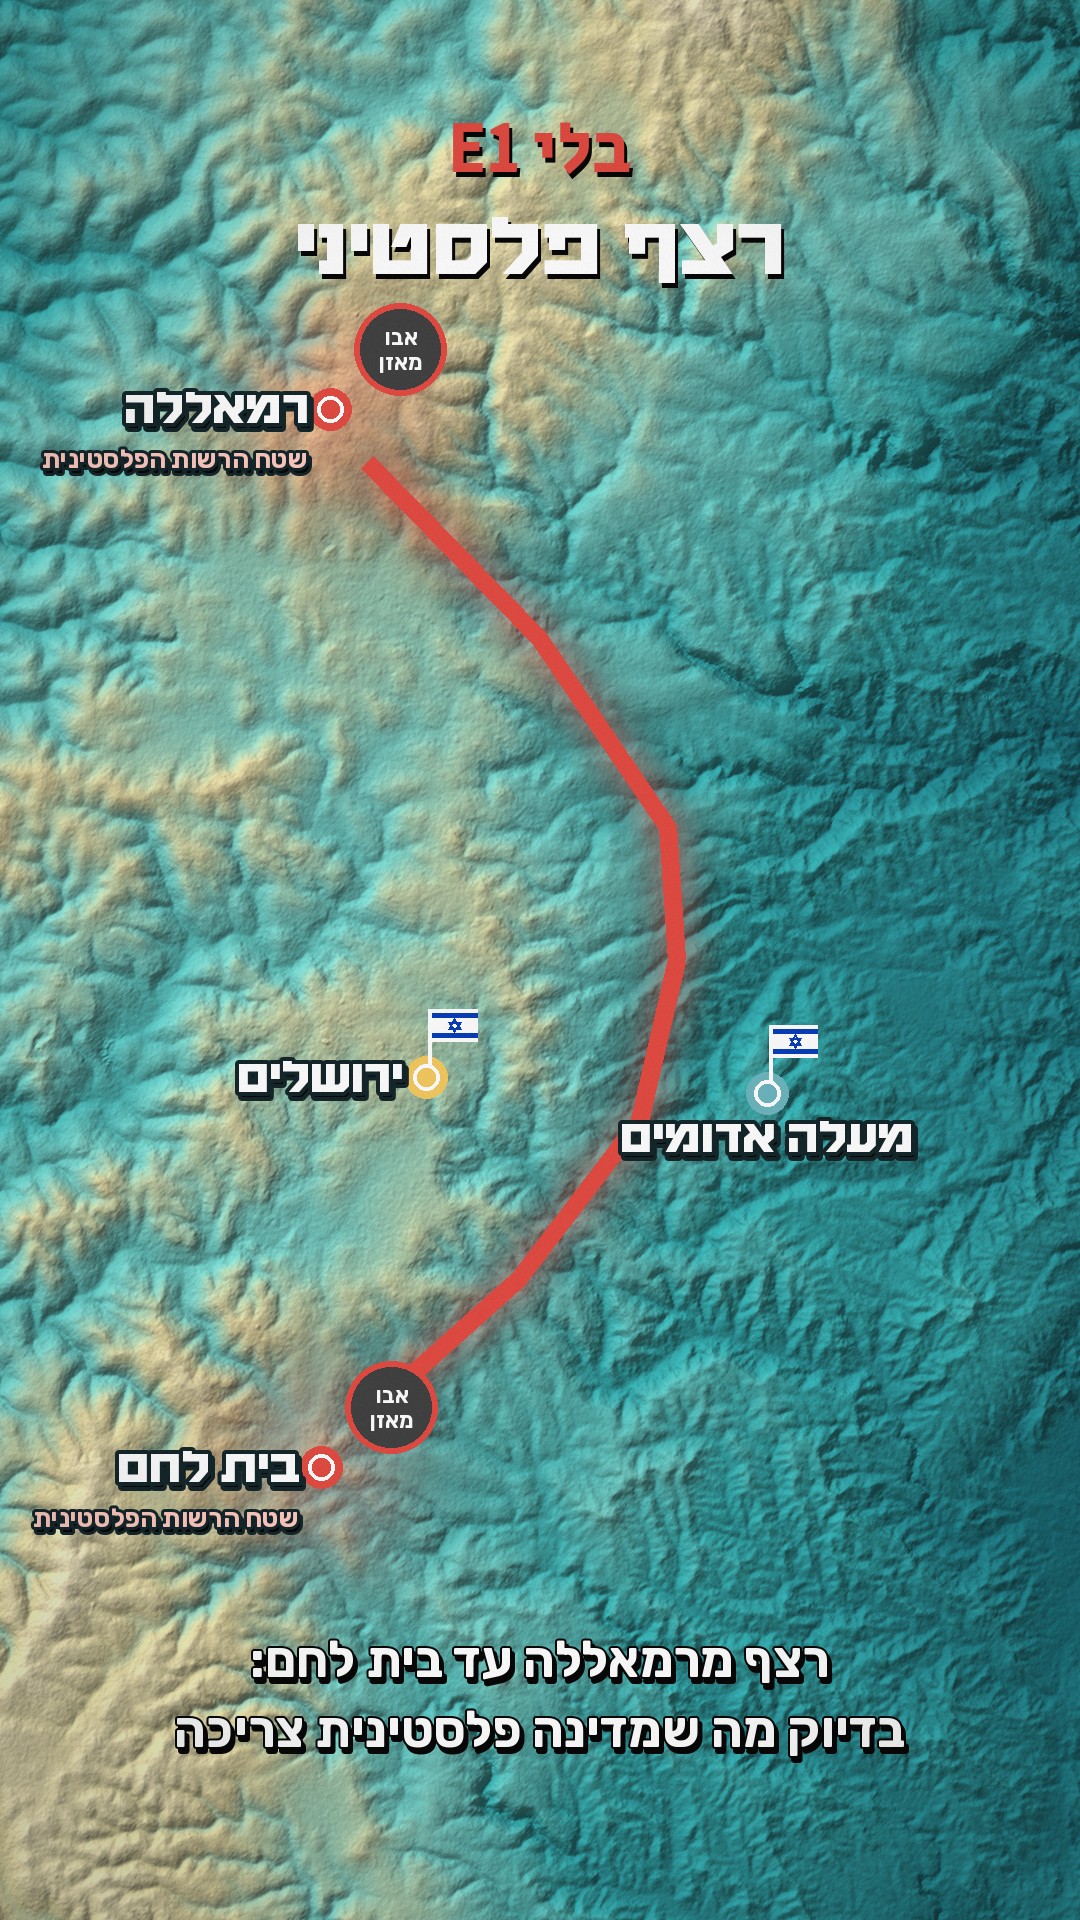 בלי E1
רצף פלסטיני
אבו
מאזן
רמאללה
שטח הרשות הפלסטינית
ירושלים
מעלה אדומים
אבו
מאזן
בית לחם
שטח הרשות הפלסטינית
רצף מרמאללה עד בית לחם:
בדיוק מה שמדינה פלסטינית צריכה